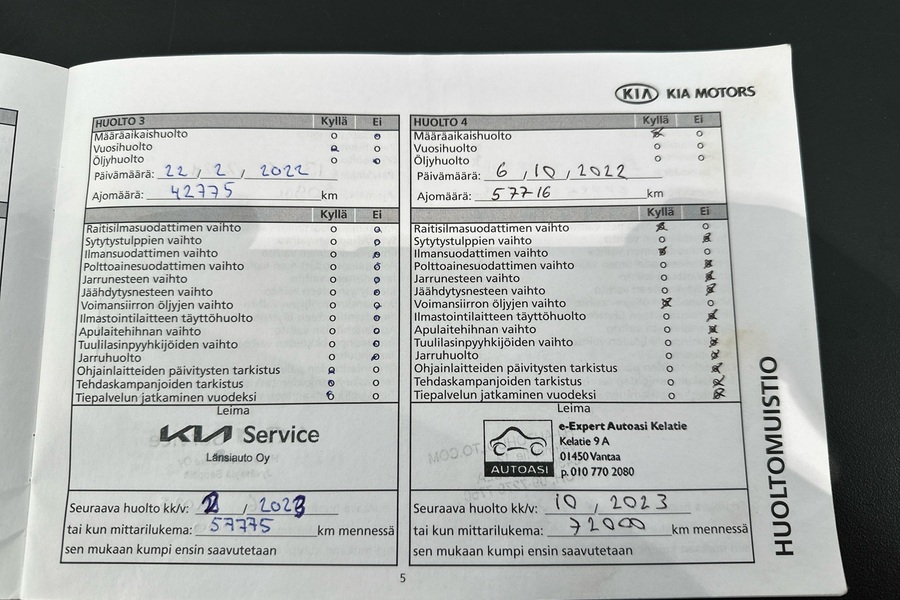 KIA KIA MOTORS
HUOLTO 3 Kyllä Ei
Määräaikaishuolto
Vuosihuolto
Öljyhuolto
Päivämäärä: 22 , 2 , 2022
Ajomäärä: 42775 km
Kyllä Ei
Raitisilmasuodattimen vaihto
Sytytystulppien vaihto
Ilmansuodattimen vaihto
Polttoainesuodattimen vaihto
Jarrunesteen vaihto
Jäähdytysnesteen vaihto
Voimansiirron öljyjen vaihto
Ilmastointilaitteen täyttöhuolto
Apulaitehihnan vaihto
Tuulilasinpyyhkijöiden vaihto
Jarruhuolto
Ohjainlaitteiden päivitysten tarkistus
Tehdaskampanjoiden tarkistus
Tiepalvelun jatkaminen vuodeksi
Leima
KIA Service
Länsiauto Oy
Seuraava huolto kk/v: 2 , 2023
tai kun mittarilukema: 57775 km mennessä
sen mukaan kumpi ensin saavutetaan
HUOLTO 4 Kyllä Ei
Määräaikaishuolto
Vuosihuolto
Öljyhuolto
Päivämäärä: 6 , 10 , 2022
Ajomäärä: 57716 km
Kyllä Ei
Raitisilmasuodattimen vaihto
Sytytystulppien vaihto
Ilmansuodattimen vaihto
Polttoainesuodattimen vaihto
Jarrunesteen vaihto
Jäähdytysnesteen vaihto
Voimansiirron öljyjen vaihto
Ilmastointilaitteen täyttöhuolto
Apulaitehihnan vaihto
Tuulilasinpyyhkijöiden vaihto
Jarruhuolto
Ohjainlaitteiden päivitysten tarkistus
Tehdaskampanjoiden tarkistus
Tiepalvelun jatkaminen vuodeksi
Leima
AUTOASI
e-Expert Autoasi Kelatie
Kelatie 9 A
01450 Vantaa
p. 010 770 2080
Seuraava huolto kk/v: 10 , 2023
tai kun mittarilukema: 72000 km mennessä
sen mukaan kumpi ensin saavutetaan
HUOLTOMUISTIO
5